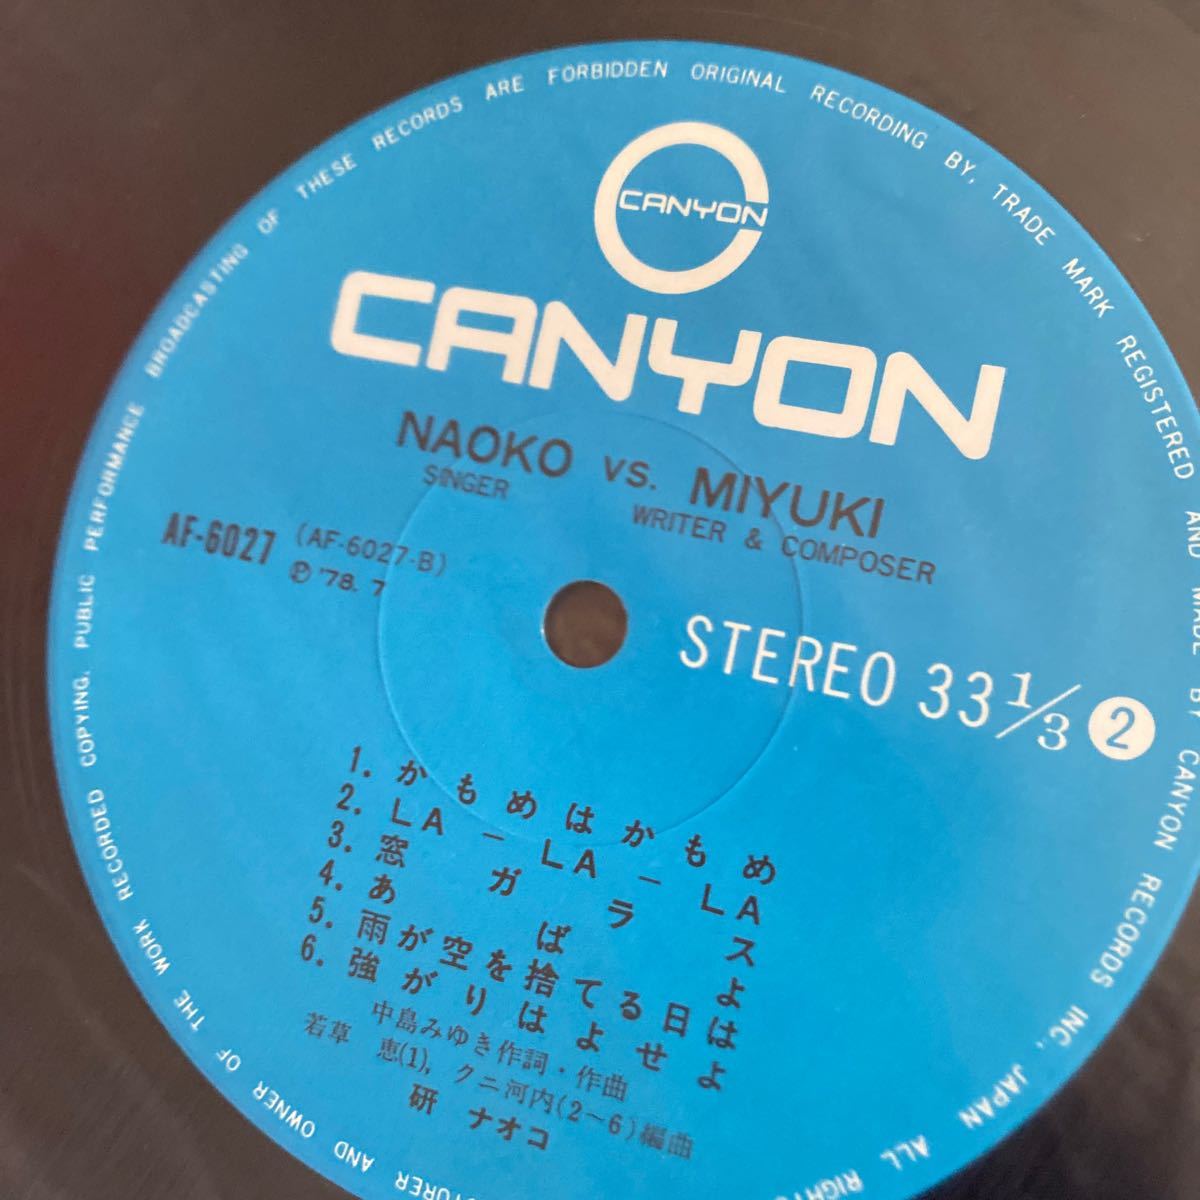 CANYON
CANYON
NAOKO VS. MIYUKI
SINGER WRITER & COMPOSER
AF-6027 (AF-6027-B)
Ⓟ '78. 7
STEREO 33 1/3 2
1. かもめはかもめ
2. LA-LA-LA
3. 窓ガラス
4. あばよ
5. 雨が空を捨てる日は
6. 強がりはよせよ
中島みゆき作詞・作曲
若草 恵(1), クニ河内(2~6)編曲
研 ナオコ
OWNER OF THE WORK RECORDED COPYING, PUBLIC PERFORMANCE BROADCASTING OF THESE RECORDS ARE FORBIDDEN ORIGINAL RECORDING BY, TRADE MARK REGISTERED AND MADE BY CANYON RECORDS INC., JAPAN ALL AND